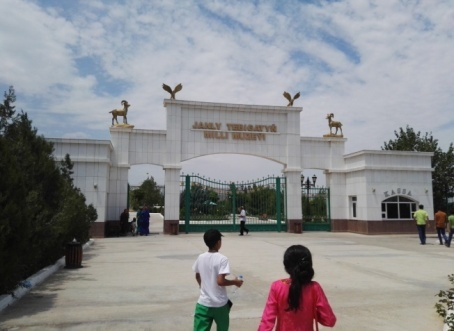 JANLY TEBIGATYŇ
MILLI MUZEÝI
KASSA